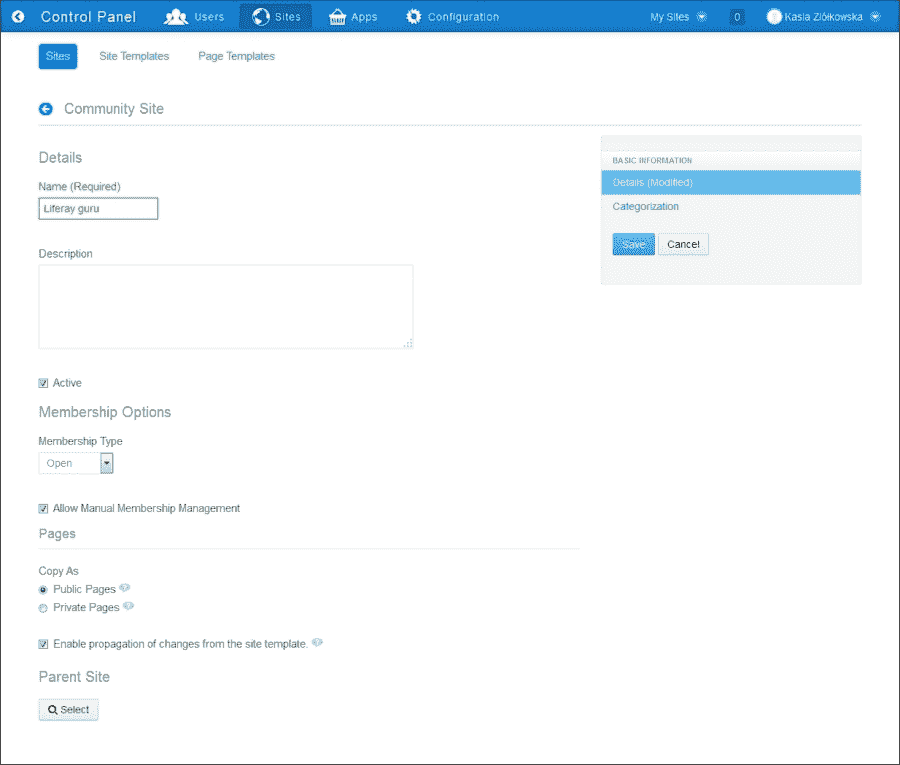 Control Panel Users Sites Apps Configuration My Sites 0 Kasia Ziółkowska
Sites Site Templates Page Templates
Community Site
Details
Name (Required)
Liferay guru
Description
Active
Membership Options
Membership Type
Open
Allow Manual Membership Management
Pages
Copy As
Public Pages
Private Pages
Enable propagation of changes from the site template.
Parent Site
Select
BASIC INFORMATION
Details (Modified)
Categorization
Save Cancel